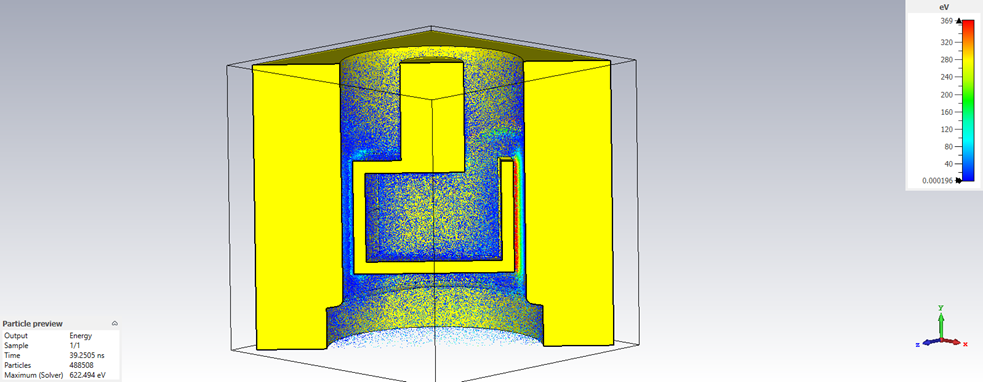 eV
369
320
280
240
200
160
120
80
40
0.000196
Particle preview
Output Energy
Sample 1/1
Time 39.2505 ns
Particles 488508
Maximum (Solver) 622.494 eV
Y
z x